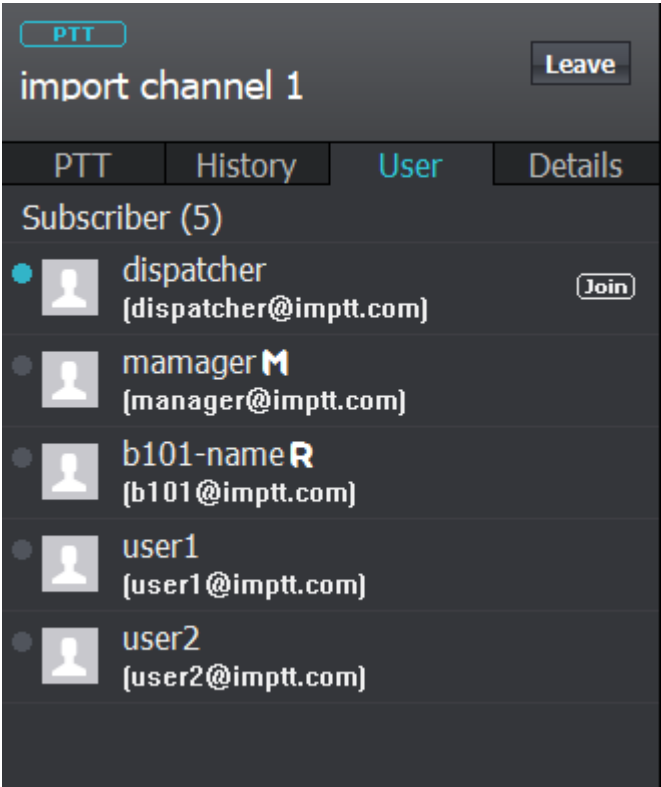 PTT
Leave
import channel 1
PTT History User Details
Subscriber (5)
dispatcher
(dispatcher@imptt.com)
Join
mamager M
(manager@imptt.com)
b101-name R
(b101@imptt.com)
user1
(user1@imptt.com)
user2
(user2@imptt.com)